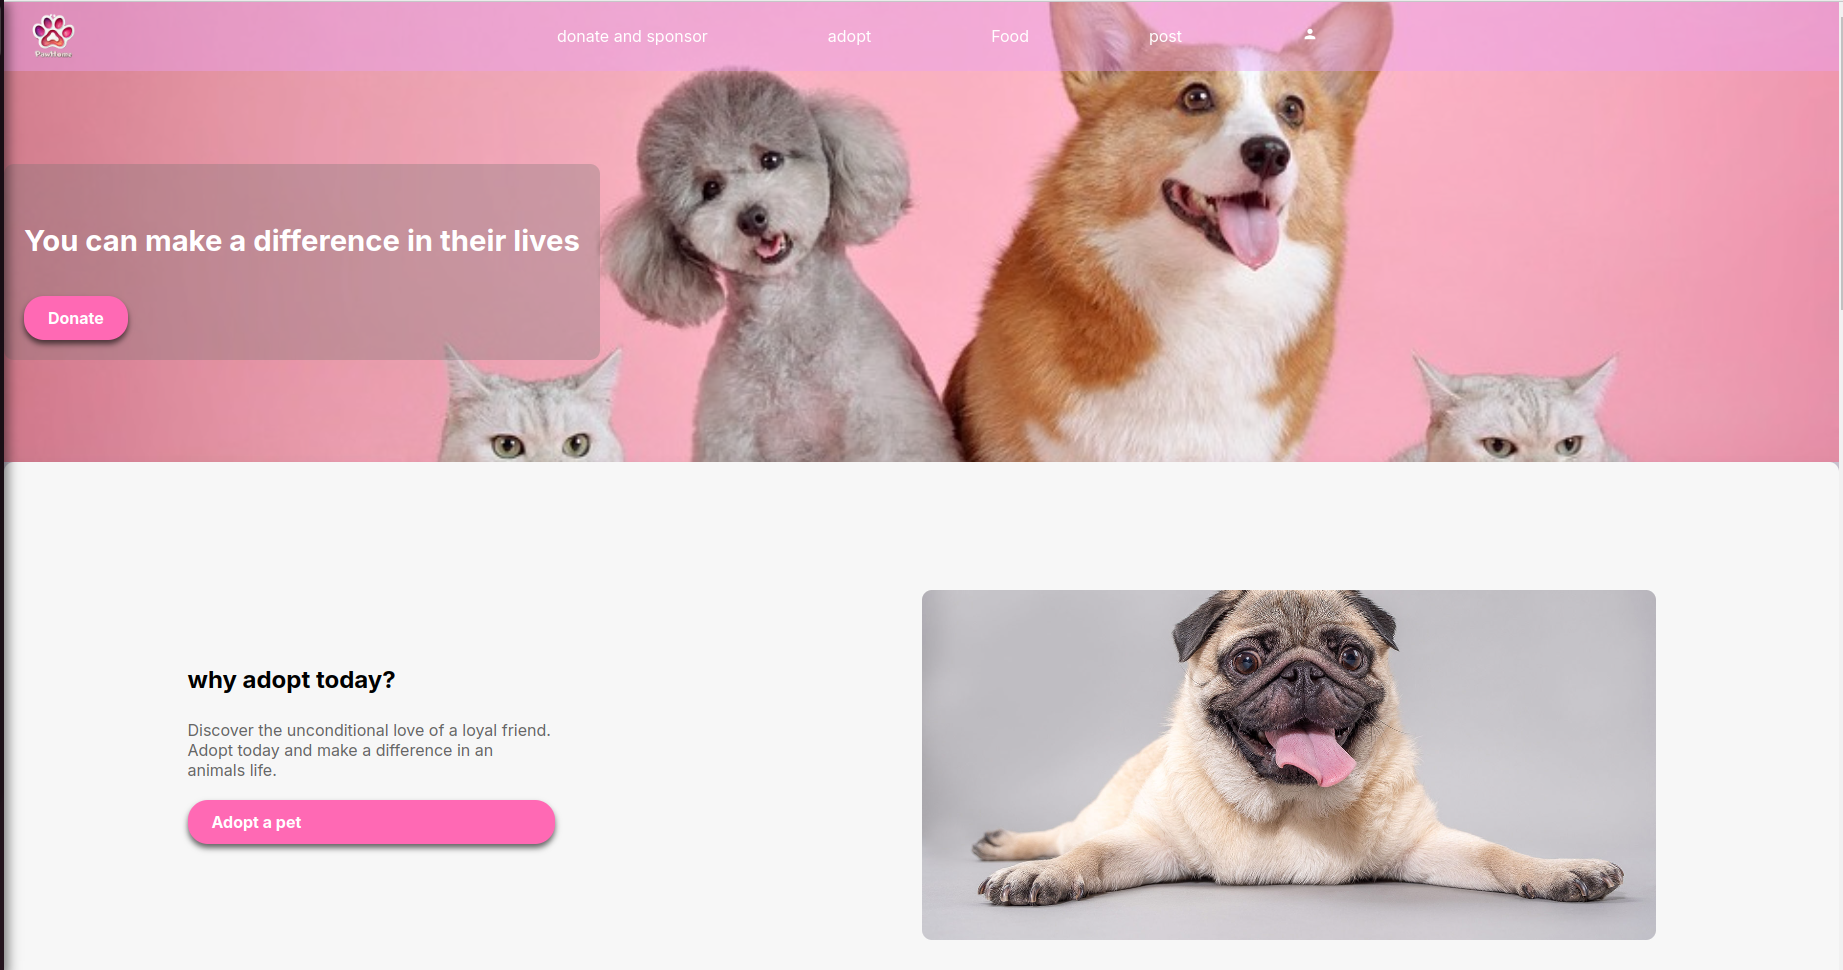 PawHome
donate and sponsor
adopt
Food
post
You can make a difference in their lives
Donate
why adopt today?
Discover the unconditional love of a loyal friend.
Adopt today and make a difference in an
animals life.
Adopt a pet